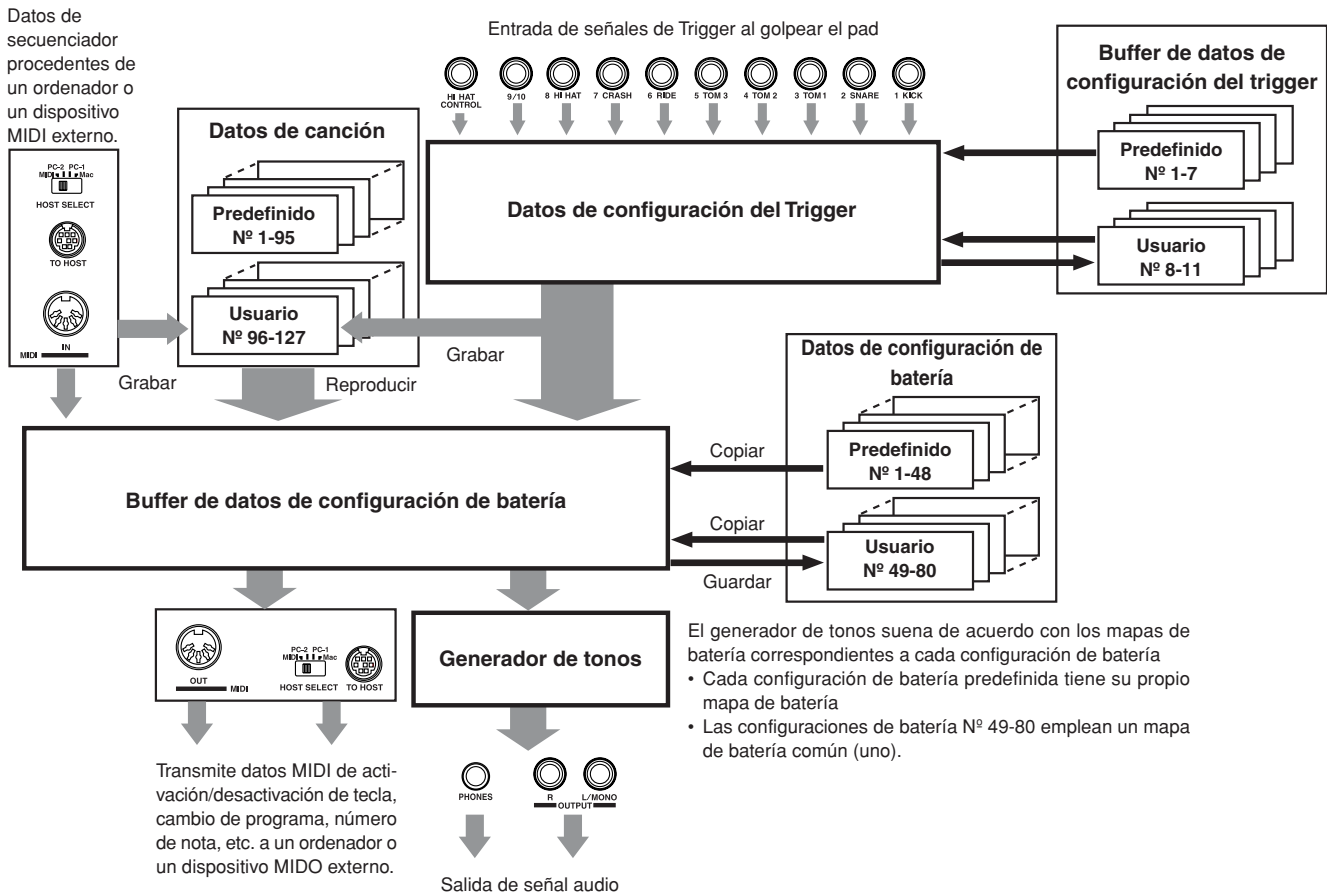 Datos de
secuenciador
procedentes de
un ordenador o
un dispositivo
MIDI externo.
PC-2 PC-1
MIDI Mac
HOST SELECT
TO HOST
IN
MIDI
Grabar
Datos de canción
Predefinido
Nº 1-95
Usuario
Nº 96-127
Reproducir
Grabar
Entrada de señales de Trigger al golpear el pad
HI HAT
CONTROL
9/10
8 HI HAT
7 CRASH
6 RIDE
5 TOM 3
4 TOM 2
3 TOM 1
2 SNARE
1 KICK
Datos de configuración del Trigger
Buffer de datos de
configuración del trigger
Predefinido
Nº 1-7
Usuario
Nº 8-11
Datos de configuración de
batería
Predefinido
Nº 1-48
Usuario
Nº 49-80
Copiar
Copiar
Guardar
Buffer de datos de configuración de batería
OUT
MIDI
PC-2 PC-1
MIDI Mac
HOST SELECT
TO HOST
Generador de tonos
El generador de tonos suena de acuerdo con los mapas de
batería correspondientes a cada configuración de batería
• Cada configuración de batería predefinida tiene su propio
mapa de batería
• Las configuraciones de batería Nº 49-80 emplean un mapa
de batería común (uno).
Transmite datos MIDI de acti-
vación/desactivación de tecla,
cambio de programa, número
de nota, etc. a un ordenador o
un dispositivo MIDO externo.
PHONES
R
L/MONO
OUTPUT
Salida de señal audio